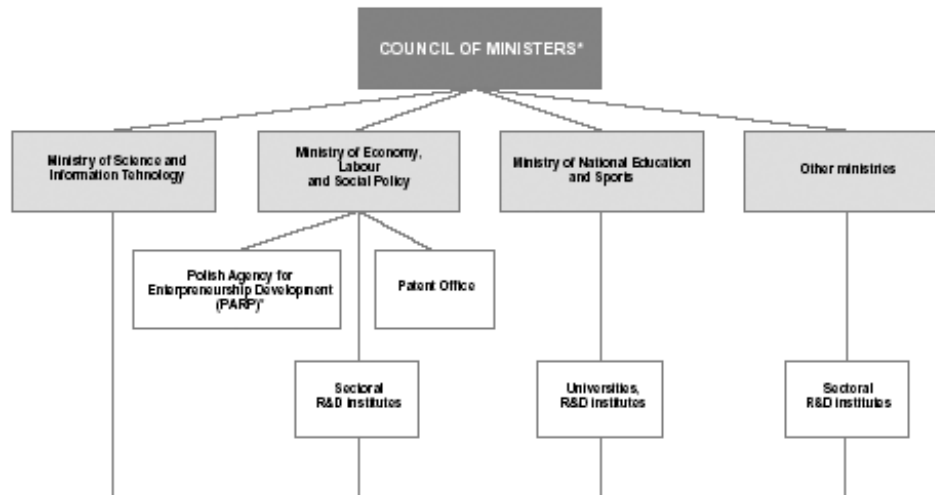 COUNCIL OF MINISTERS*
Ministry of Science and
Information Tehnology
Ministry of Economy,
Labour
and Social Policy
Ministry of National Education
and Sports
Other ministries
Polish Agency for
Enterpreneurship Development
(PARP)*
Patent Office
Sectoral
R&D institutes
Universities,
R&D institutes
Sectoral
R&D institutes